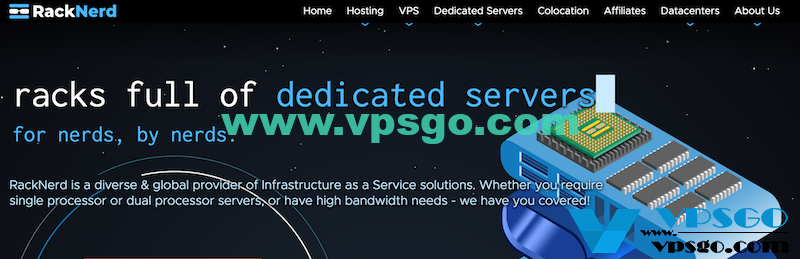 RackNerd Home Hosting VPS Dedicated Servers Colocation Affiliates Datacenters About Us
racks full of dedicated servers
www.vpsgo.com
for nerds, by nerds.
RackNerd is a diverse & global provider of Infrastructure as a Service solutions. Whether you require
single processor or dual processor servers, or have high bandwidth needs - we have you covered!
VPSGO
www.
vpsgo.com